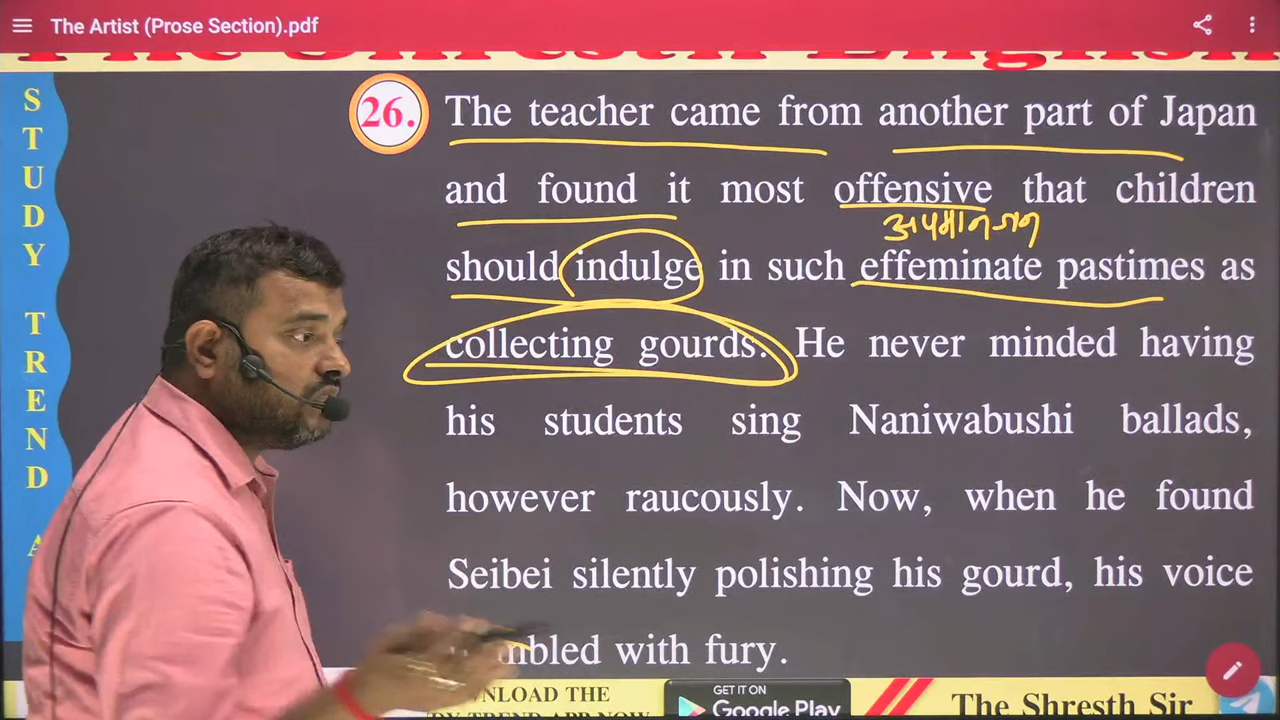 The Artist (Prose Section).pdf
STUDY TREND
26.
The teacher came from another part of Japan
and found it most offensive that children
अपमानजनक
should indulge in such effeminate pastimes as
collecting gourds. He never minded having
his students sing Naniwabushi ballads,
however raucously. Now, when he found
Seibei silently polishing his gourd, his voice
with fury.
THE
GET IT ON
Google Play
The Shresth Sir